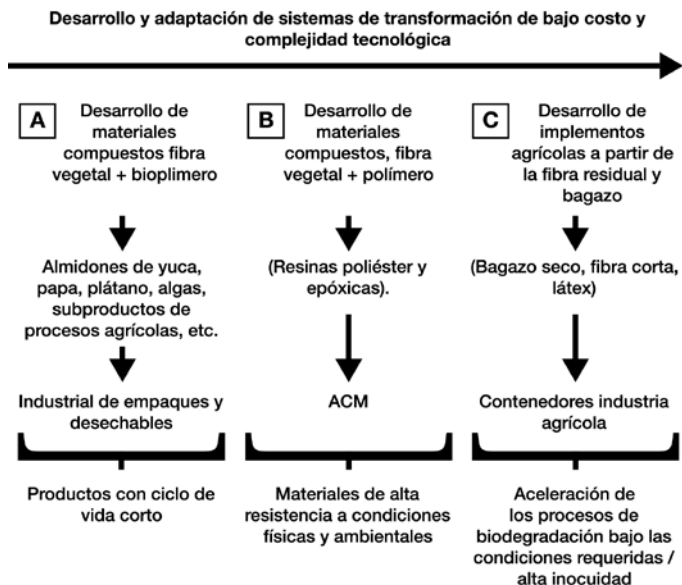 Desarrollo y adaptación de sistemas de transformación de bajo costo y
complejidad tecnológica
A
Desarrollo de
materiales
compuestos fibra
vegetal + bioplimero
Almidones de yuca,
papa, plátano, algas,
subproductos de
procesos agrícolas, etc.
Industrial de empaques y
desechables
Productos con ciclo de
vida corto
B
Desarrollo de
materiales
compuestos, fibra
vegetal + polímero
(Resinas poliéster y
epóxicas).
ACM
Materiales de alta
resistencia a condiciones
físicas y ambientales
C
Desarrollo de
implementos
agrícolas a partir de
la fibra residual y
bagazo
(Bagazo seco, fibra corta,
látex)
Contenedores industria
agrícola
Aceleración de
los procesos de
biodegradación bajo las
condiciones requeridas /
alta inocuidad